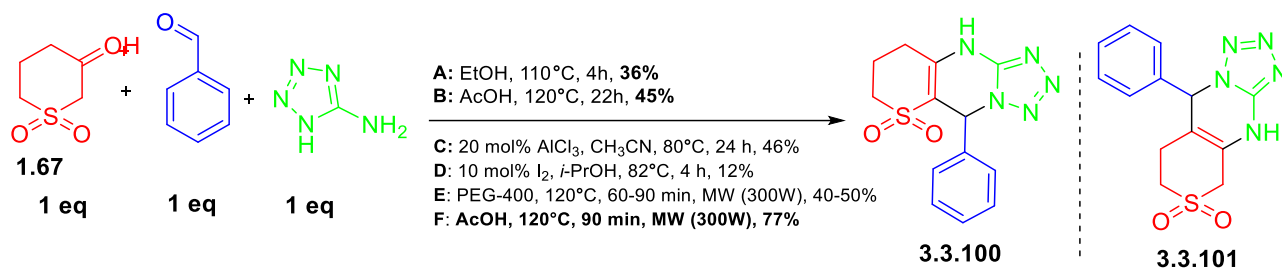 OH
+
O
S
O
O
1.67
1 eq
+
O
1 eq
+
N
N
N
N
H
NH2
1 eq
A: EtOH, 110°C, 4h, 36%
B: AcOH, 120°C, 22h, 45%
C: 20 mol% AlCl3, CH3CN, 80°C, 24 h, 46%
D: 10 mol% I2, i-PrOH, 82°C, 4 h, 12%
E: PEG-400, 120°C, 60-90 min, MW (300W), 40-50%
F: AcOH, 120°C, 90 min, MW (300W), 77%
H
N
N
N
N
N
S
O
O
3.3.100
N
N
N
N
N
H
S
O
O
3.3.101